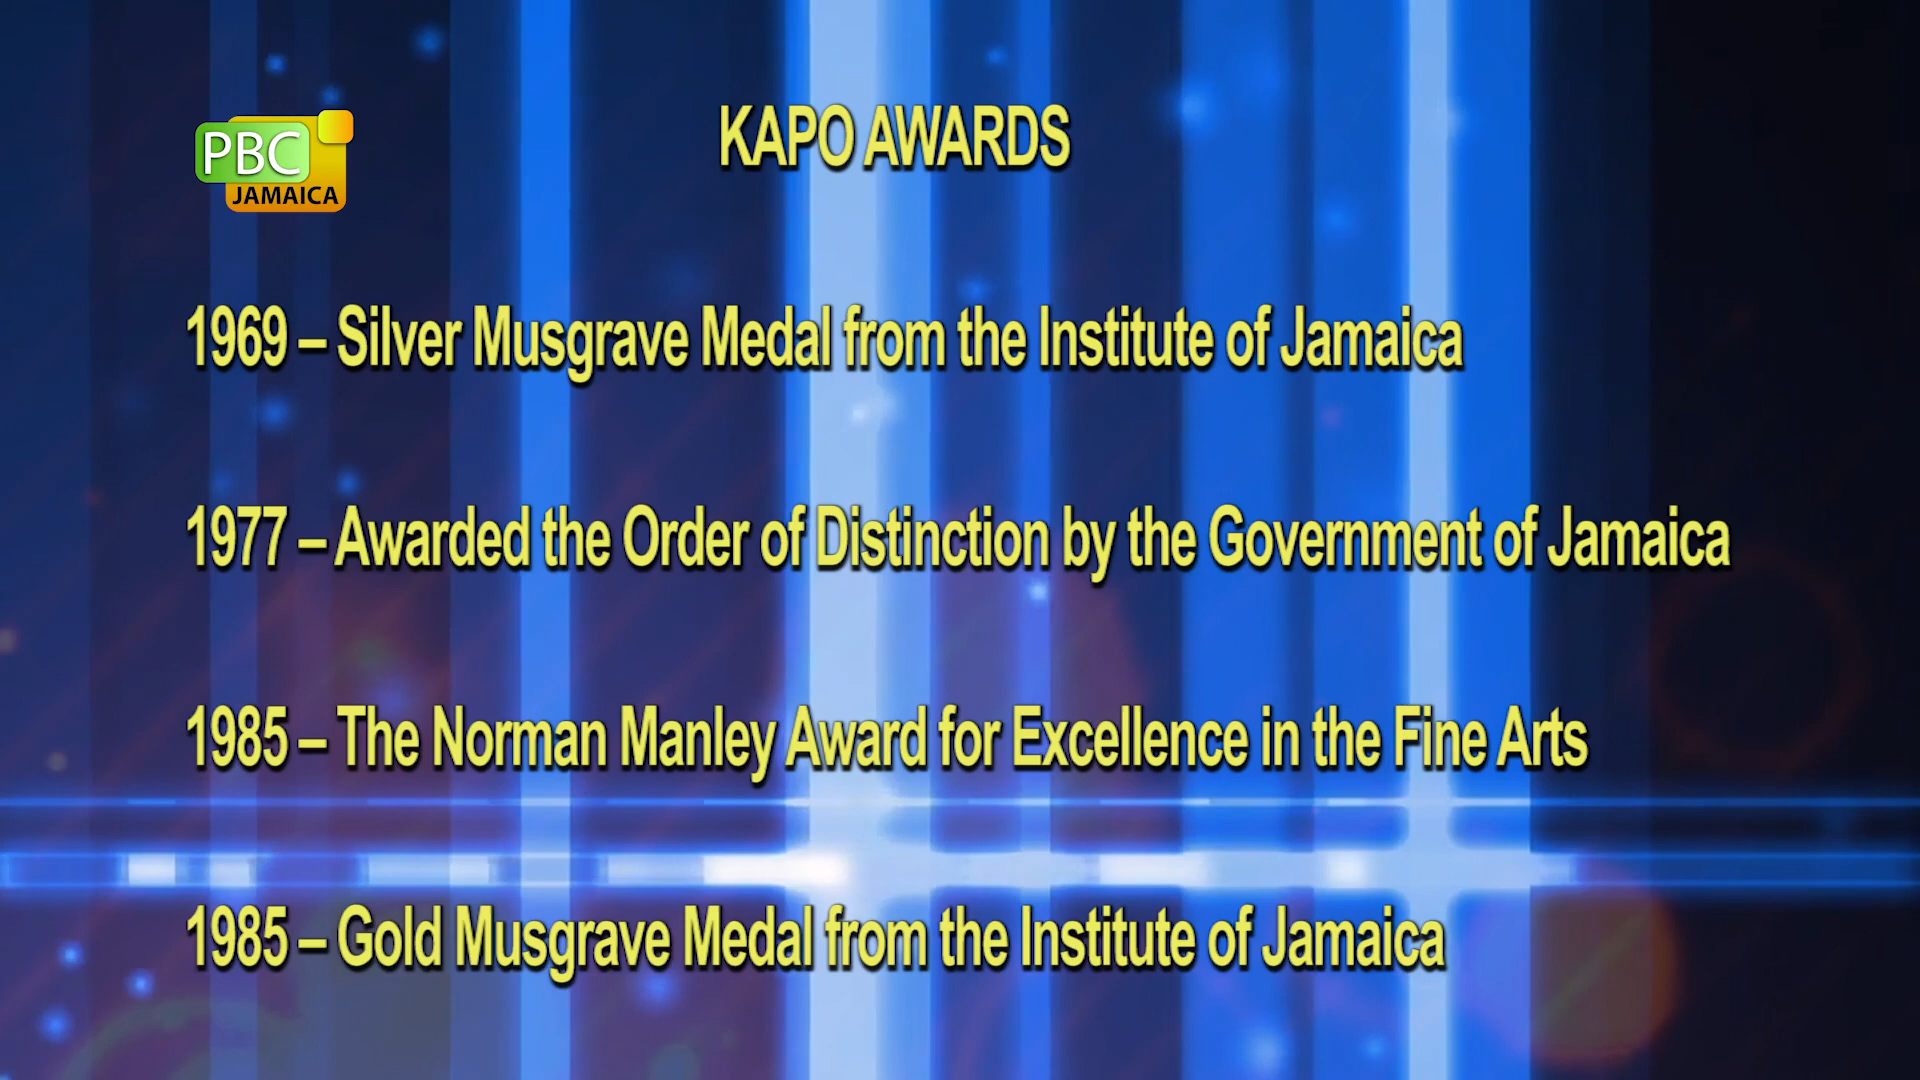 KAPO AWARDS
PBC
JAMAICA
1969 – Silver Musgrave Medal from the Institute of Jamaica
1977 – Awarded the Order of Distinction by the Government of Jamaica
1985 – The Norman Manley Award for Excellence in the Fine Arts
1985 – Gold Musgrave Medal from the Institute of Jamaica